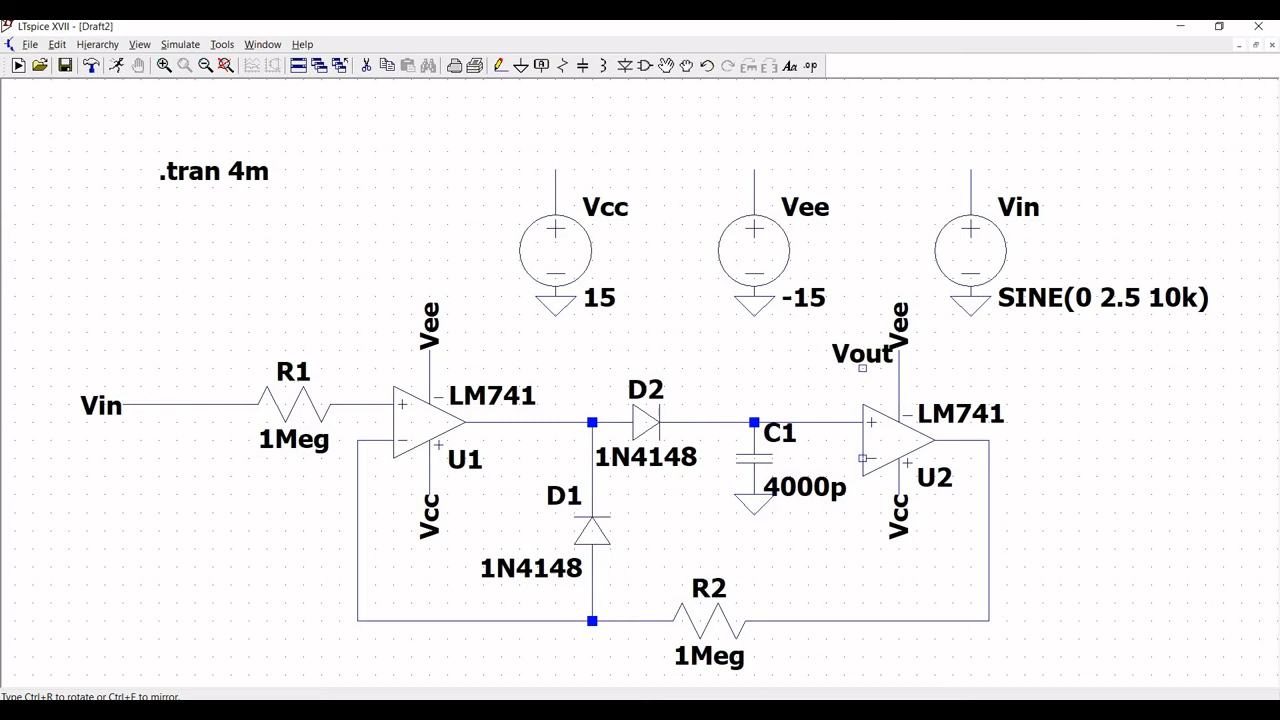 LTspice XVII - [Draft2]
File Edit Hierarchy View Simulate Tools Window Help
Aa .op
.tran 4m
Vcc
Vee
Vin
15
-15
SINE(0 2.5 10k)
Vee
Vee
Vout
R1
LM741
D2
LM741
Vin
C1
1Meg
U1
1N4148
U2
4000p
D1
Vcc
Vcc
1N4148
R2
1Meg
Type Ctrl+R to rotate or Ctrl+E to mirror.